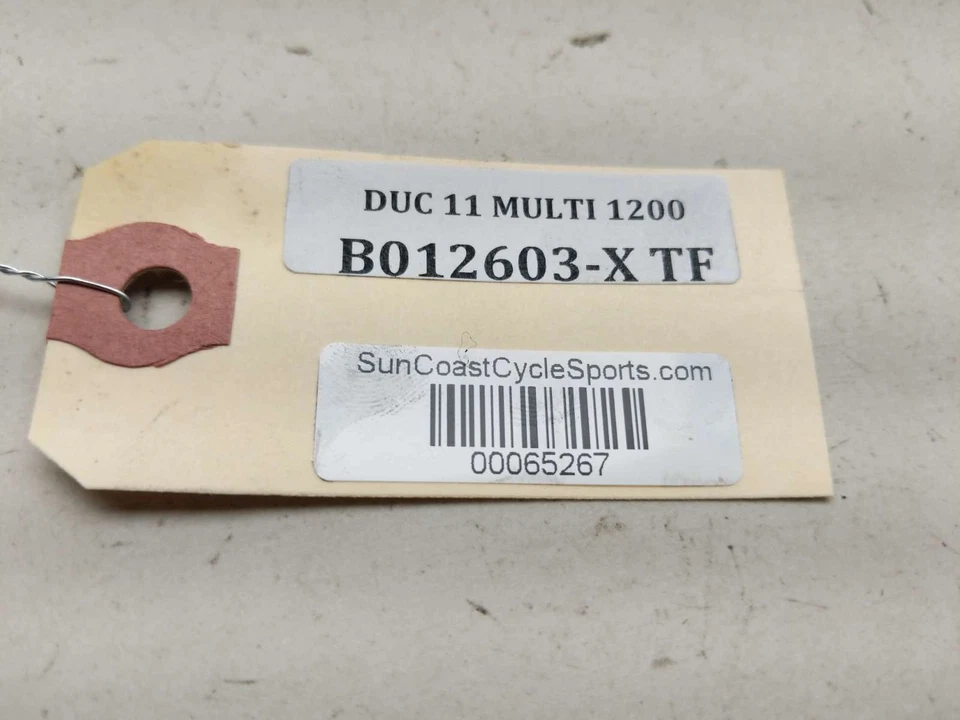 DUC 11 MULTI 1200
B012603-X TF
SunCoastCycleSports.com
00065267